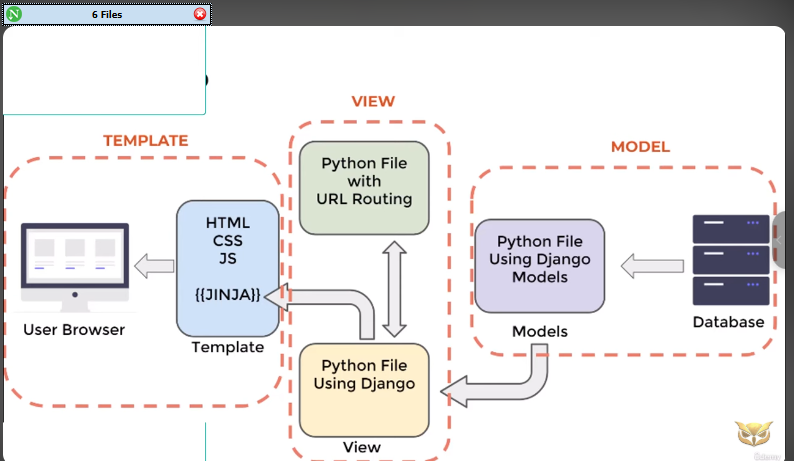 6 Files
VIEW
TEMPLATE
MODEL
Python File
with
URL Routing
HTML
CSS
JS
{{JINJA}}
Python File
Using Django
Models
User Browser
Template
Models
Database
Python File
Using Django
View